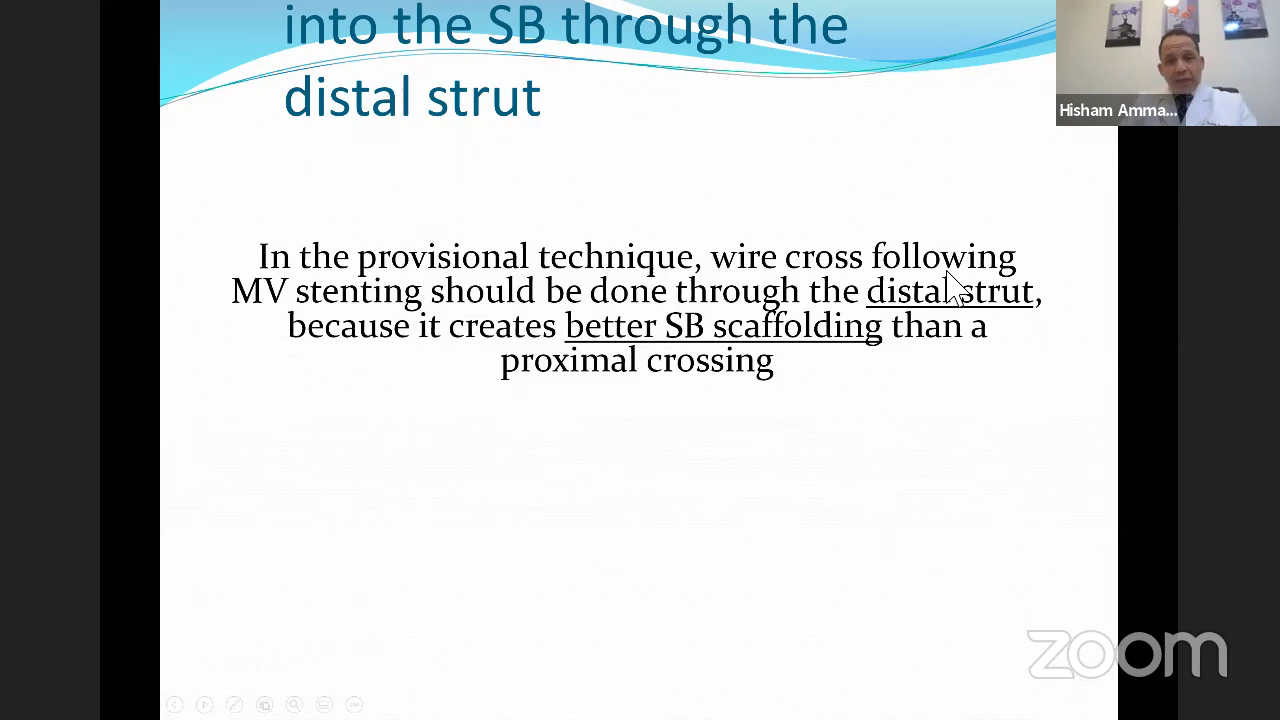 into the SB through the
distal strut
Hisham Amma...
In the provisional technique, wire cross following
MV stenting should be done through the distal strut,
because it creates better SB scaffolding than a
proximal crossing
zoom